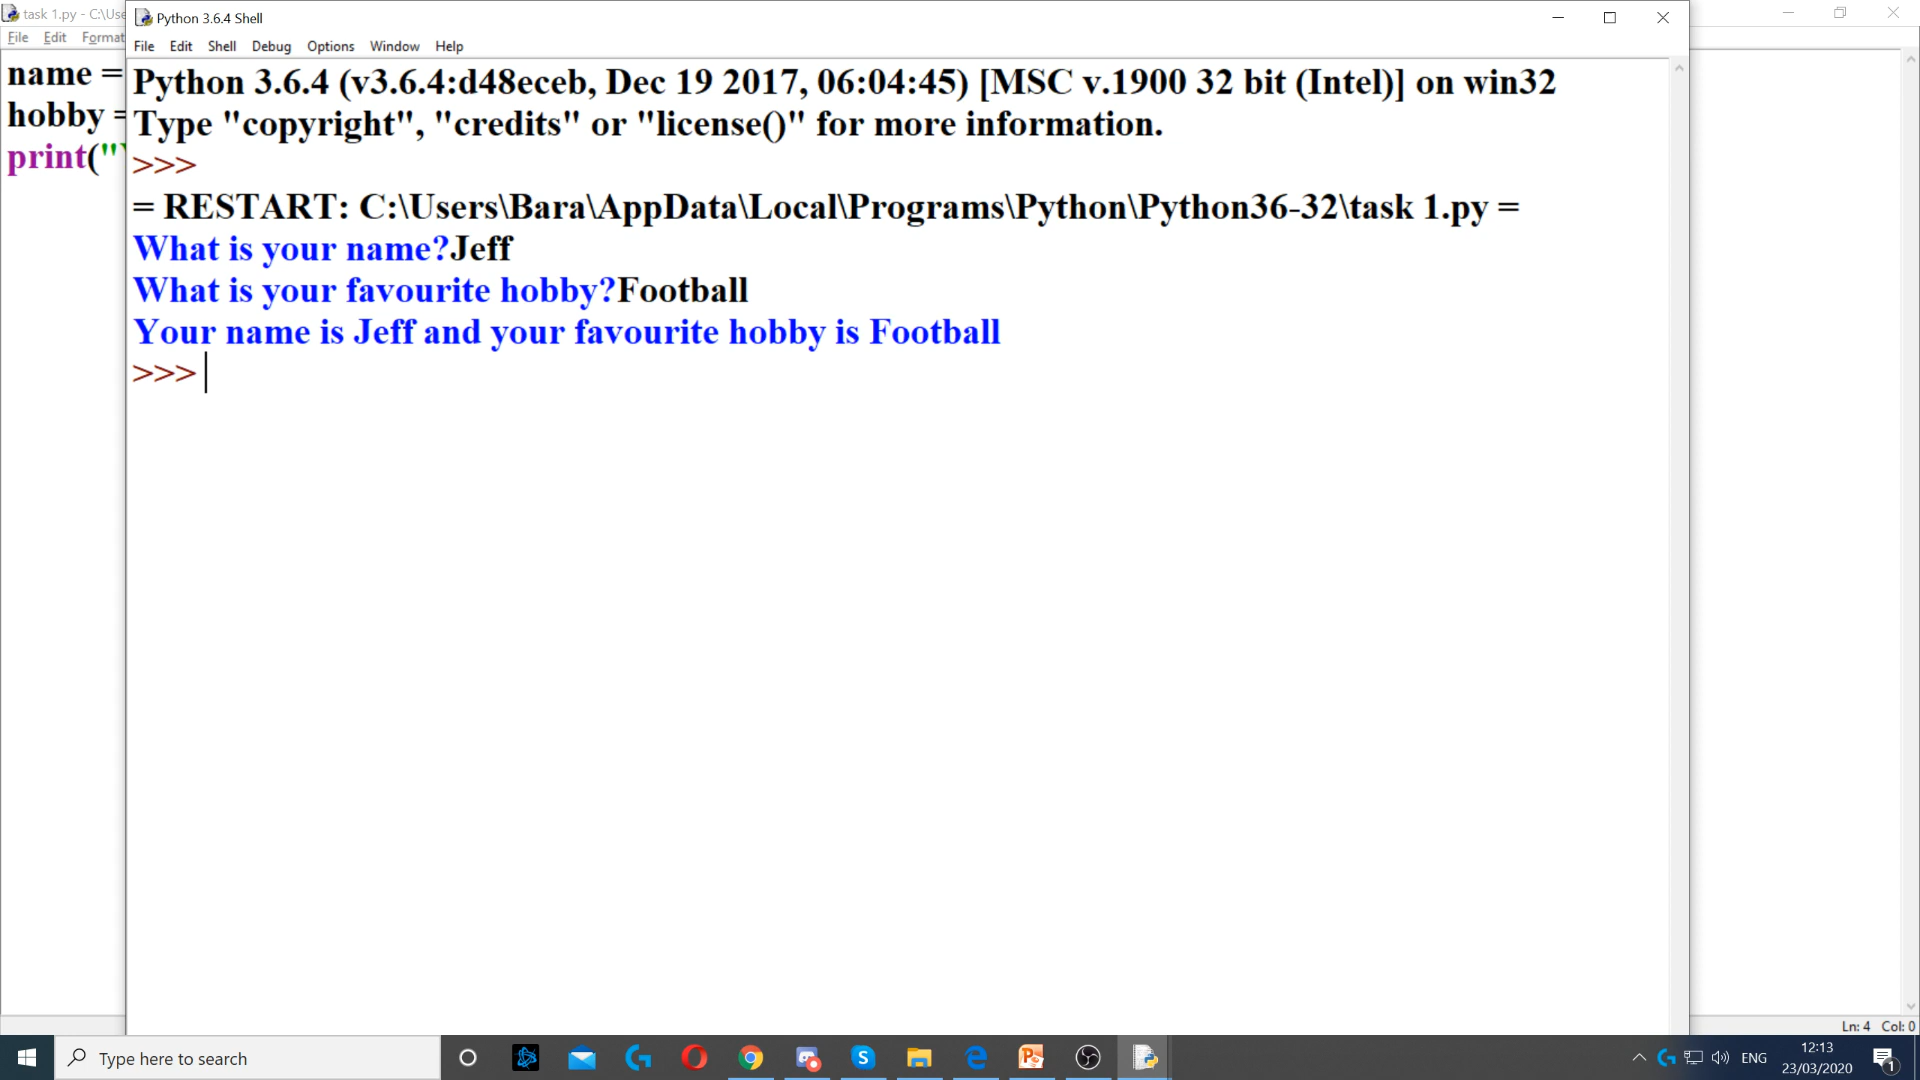 task 1.py - C:\Use
File Edit Format
name =
hobby =
print("
Python 3.6.4 Shell
File Edit Shell Debug Options Window Help
Python 3.6.4 (v3.6.4:d48eceb, Dec 19 2017, 06:04:45) [MSC v.1900 32 bit (Intel)] on win32
Type "copyright", "credits" or "license()" for more information.
>>>
= RESTART: C:\Users\Bara\AppData\Local\Programs\Python\Python36-32\task 1.py =
What is your name?Jeff
What is your favourite hobby?Football
Your name is Jeff and your favourite hobby is Football
>>>
Ln: 4 Col: 0
Type here to search
ENG
12:13
23/03/2020
1